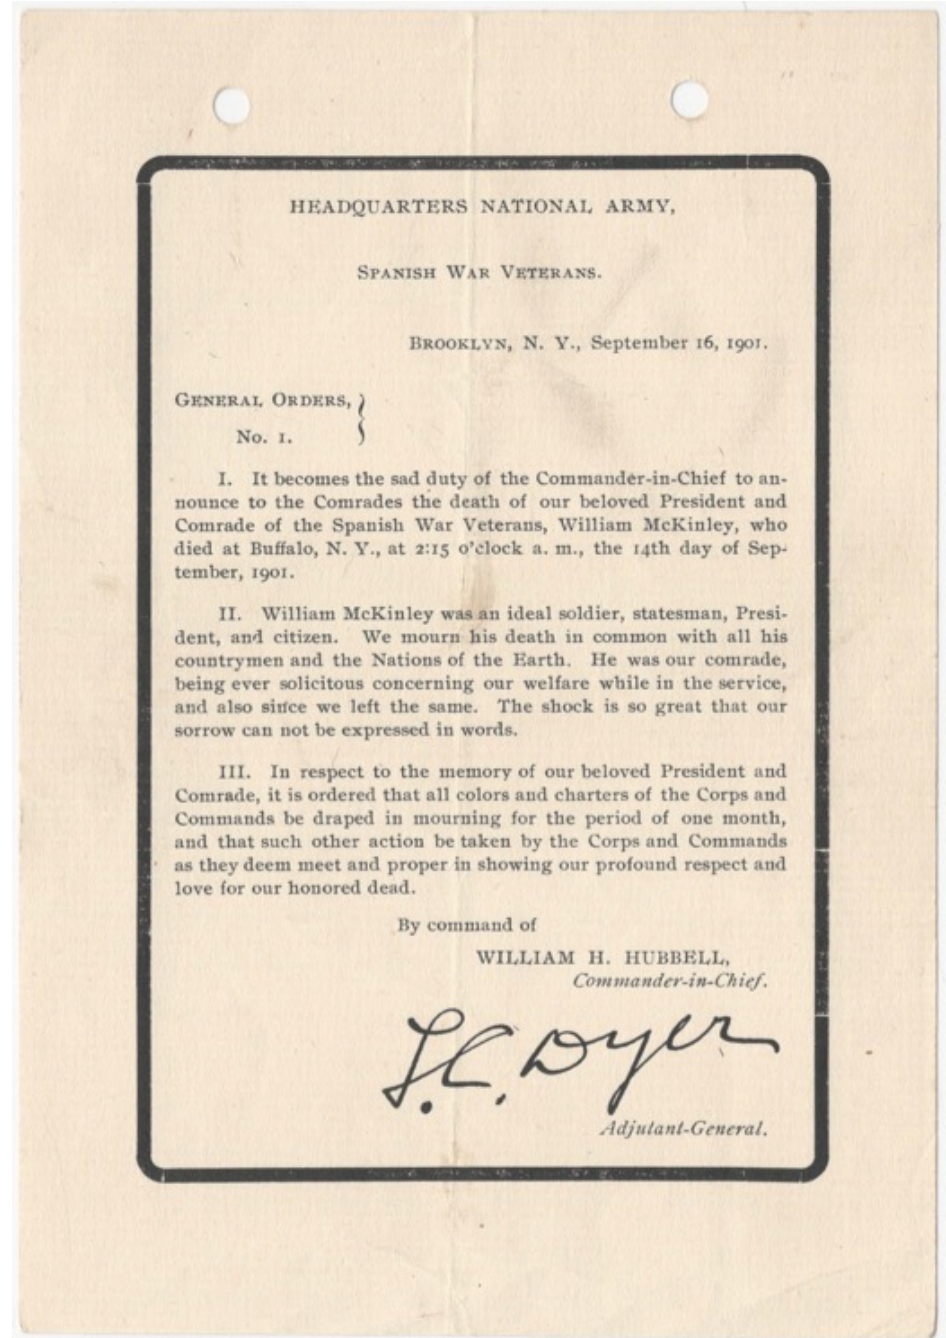 HEADQUARTERS NATIONAL ARMY,
SPANISH WAR VETERANS.
BROOKLYN, N. Y., September 16, 1901.
GENERAL ORDERS, }
No. 1.
I. It becomes the sad duty of the Commander-in-Chief to an-
nounce to the Comrades the death of our beloved President and
Comrade of the Spanish War Veterans, William McKinley, who
died at Buffalo, N. Y., at 2:15 o'clock a. m., the 14th day of Sep-
tember, 1901.
II. William McKinley was an ideal soldier, statesman, Presi-
dent, and citizen. We mourn his death in common with all his
countrymen and the Nations of the Earth. He was our comrade,
being ever solicitous concerning our welfare while in the service,
and also since we left the same. The shock is so great that our
sorrow can not be expressed in words.
III. In respect to the memory of our beloved President and
Comrade, it is ordered that all colors and charters of the Corps and
Commands be draped in mourning for the period of one month,
and that such other action be taken by the Corps and Commands
as they deem meet and proper in showing our profound respect and
love for our honored dead.
By command of
WILLIAM H. HUBBELL,
Commander-in-Chief.
L. C. Dyer
Adjutant-General.